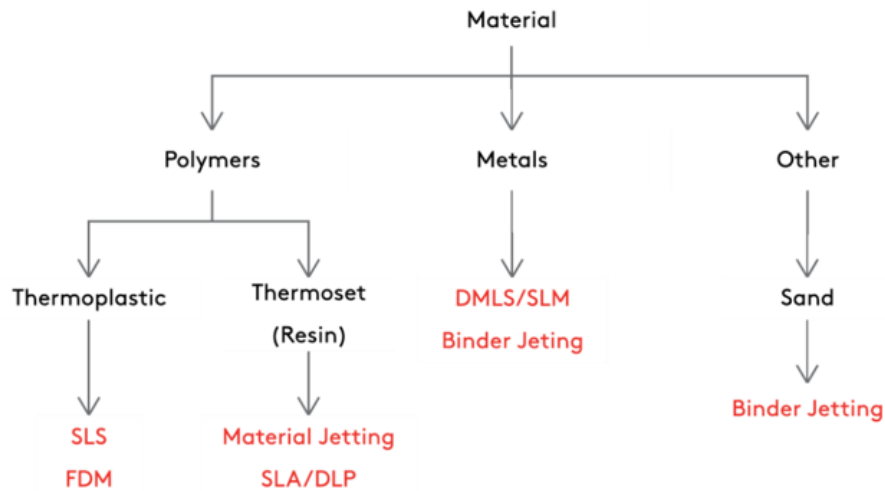 Material
Polymers
Metals
Other
Thermoplastic
Thermoset
(Resin)
DMLS/SLM
Binder Jeting
Sand
SLS
FDM
Material Jetting
SLA/DLP
Binder Jetting